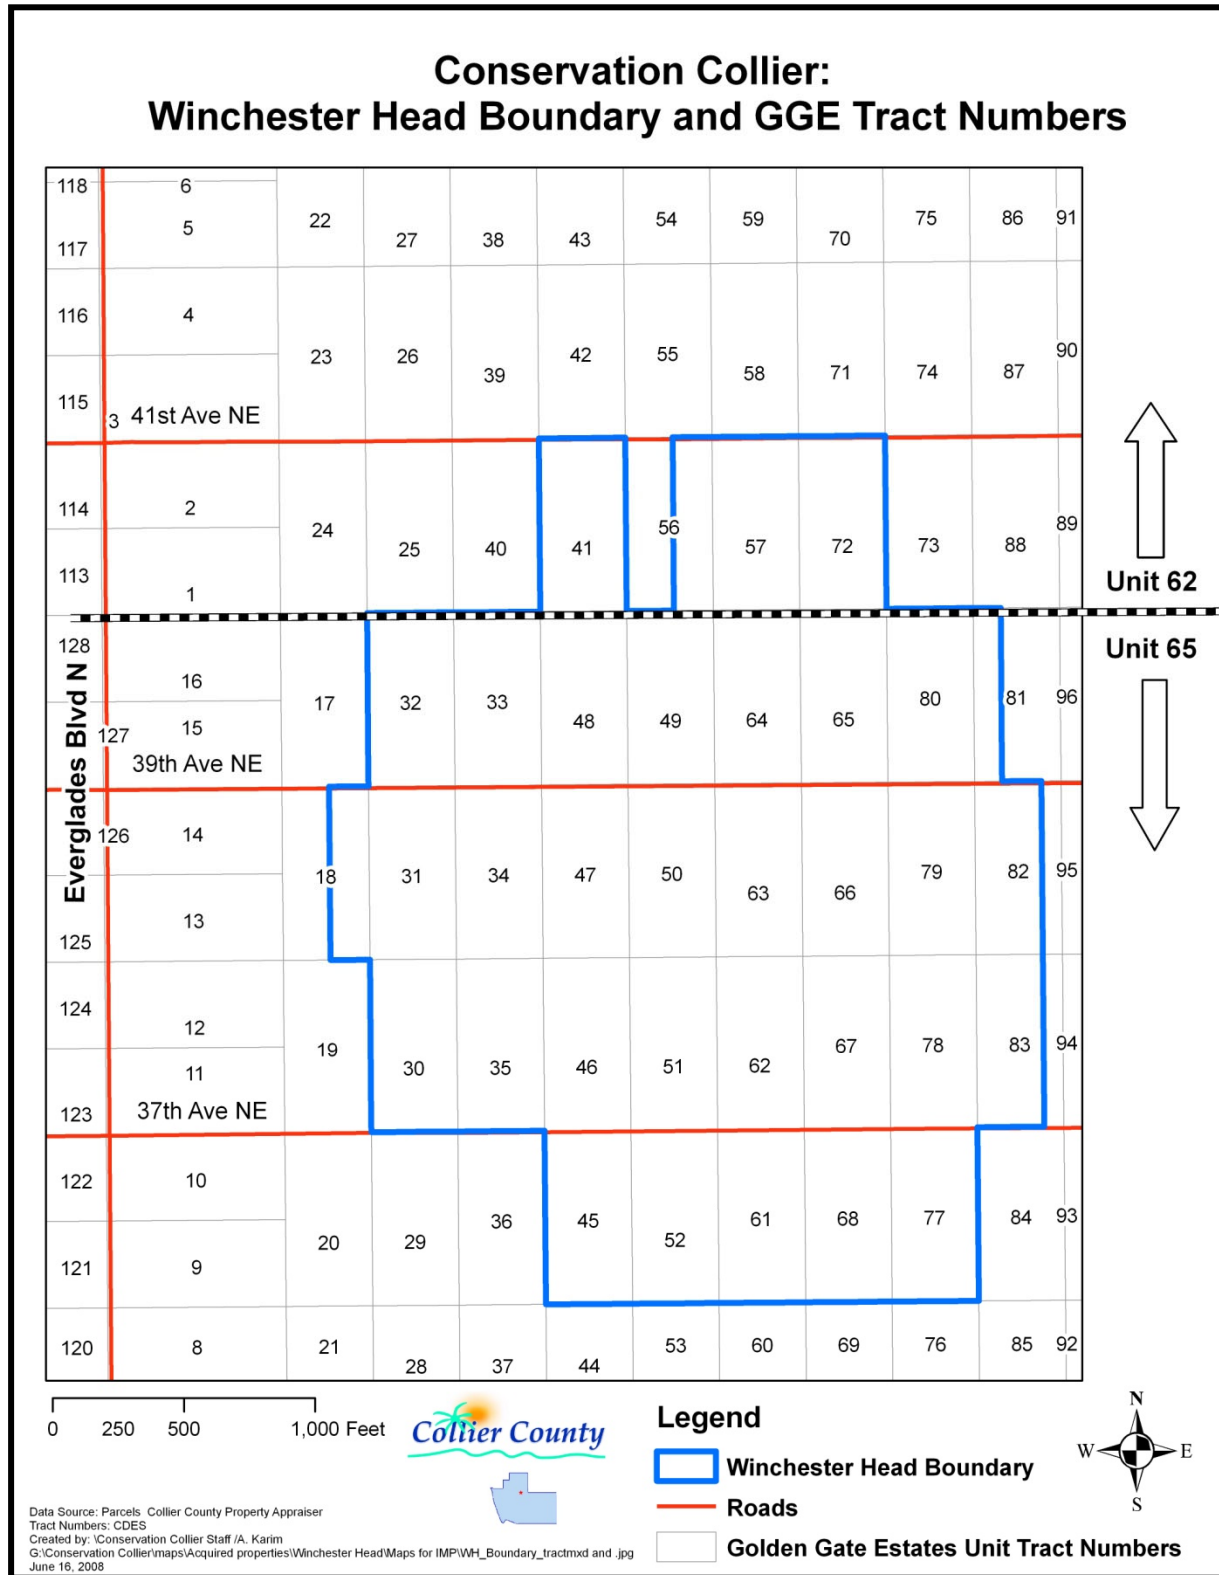 Conservation Collier:
Winchester Head Boundary and GGE Tract Numbers
118 6
22 54 59 75 86 91
117 5 27 38 43 70
116 4
23 26 39 42 55 58 71 74 87 90
115 3 41st Ave NE
114 2
24 25 40 41 56 57 72 73 88 89
113 1
Unit 62
Unit 65
128 16
17 32 33 48 49 64 65 80 81 96
127 15
39th Ave NE
Everglades Blvd N
126 14
18 31 34 47 50 63 66 79 82 95
125 13
124 12
19 30 35 46 51 62 67 78 83 94
11
123 37th Ave NE
122 10
20 29 36 45 52 61 68 77 84 93
121 9
120 8 21 28 37 44 53 60 69 76 85 92
0 250 500 1,000 Feet
Collier County
Legend
Winchester Head Boundary
Roads
Golden Gate Estates Unit Tract Numbers
N
W E
S
Data Source: Parcels Collier County Property Appraiser
Tract Numbers: CDES
Created by: \Conservation Collier Staff /A. Karim
G:\Conservation Collier\maps\Acquired properties\Winchester Head\Maps for IMP\WH_Boundary_tractmxd and .jpg
June 16, 2008